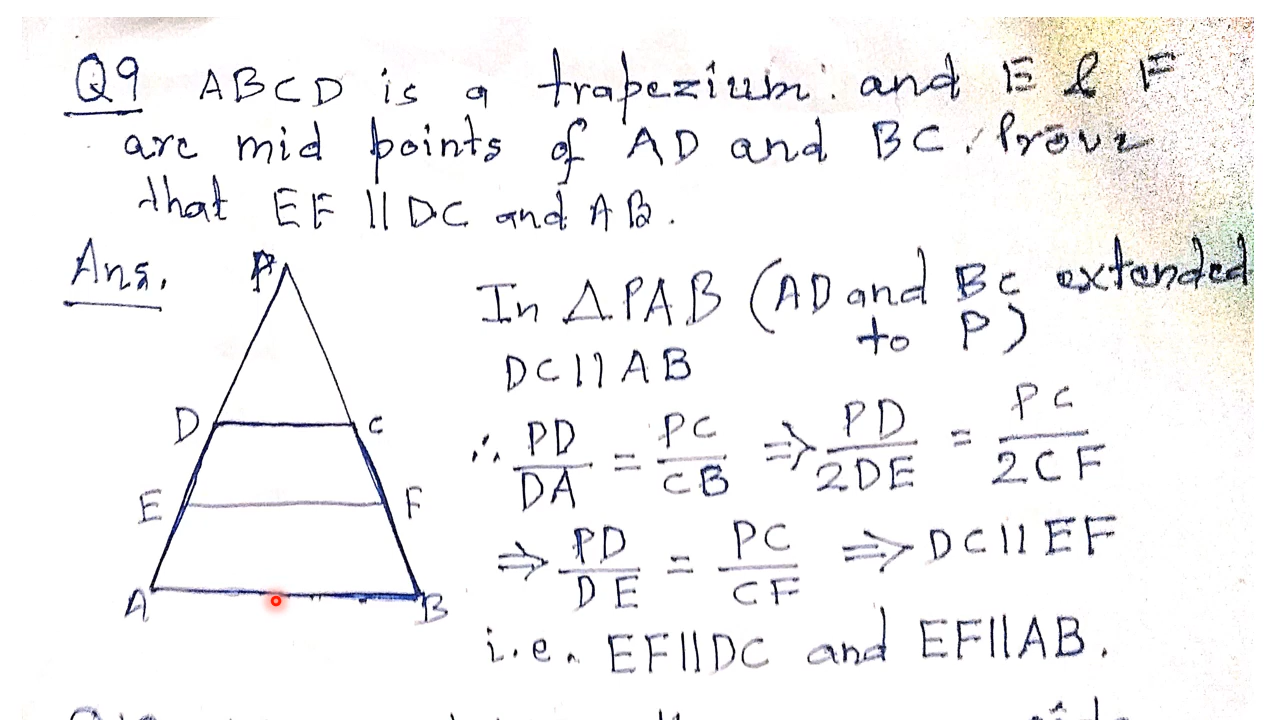 Q9 ABCD is a trapezium and E & F
are mid points of AD and BC. Prove
that EF || DC and AB.
Ans.
P
D C
E F
A B
In △PAB (AD and BC extended
to P)
DC || AB
∴ PD/DA = PC/CB ⇒ PD/2DE = PC/2CF
⇒ PD/DE = PC/CF ⇒ DC || EF
i.e. EF || DC and EF || AB.